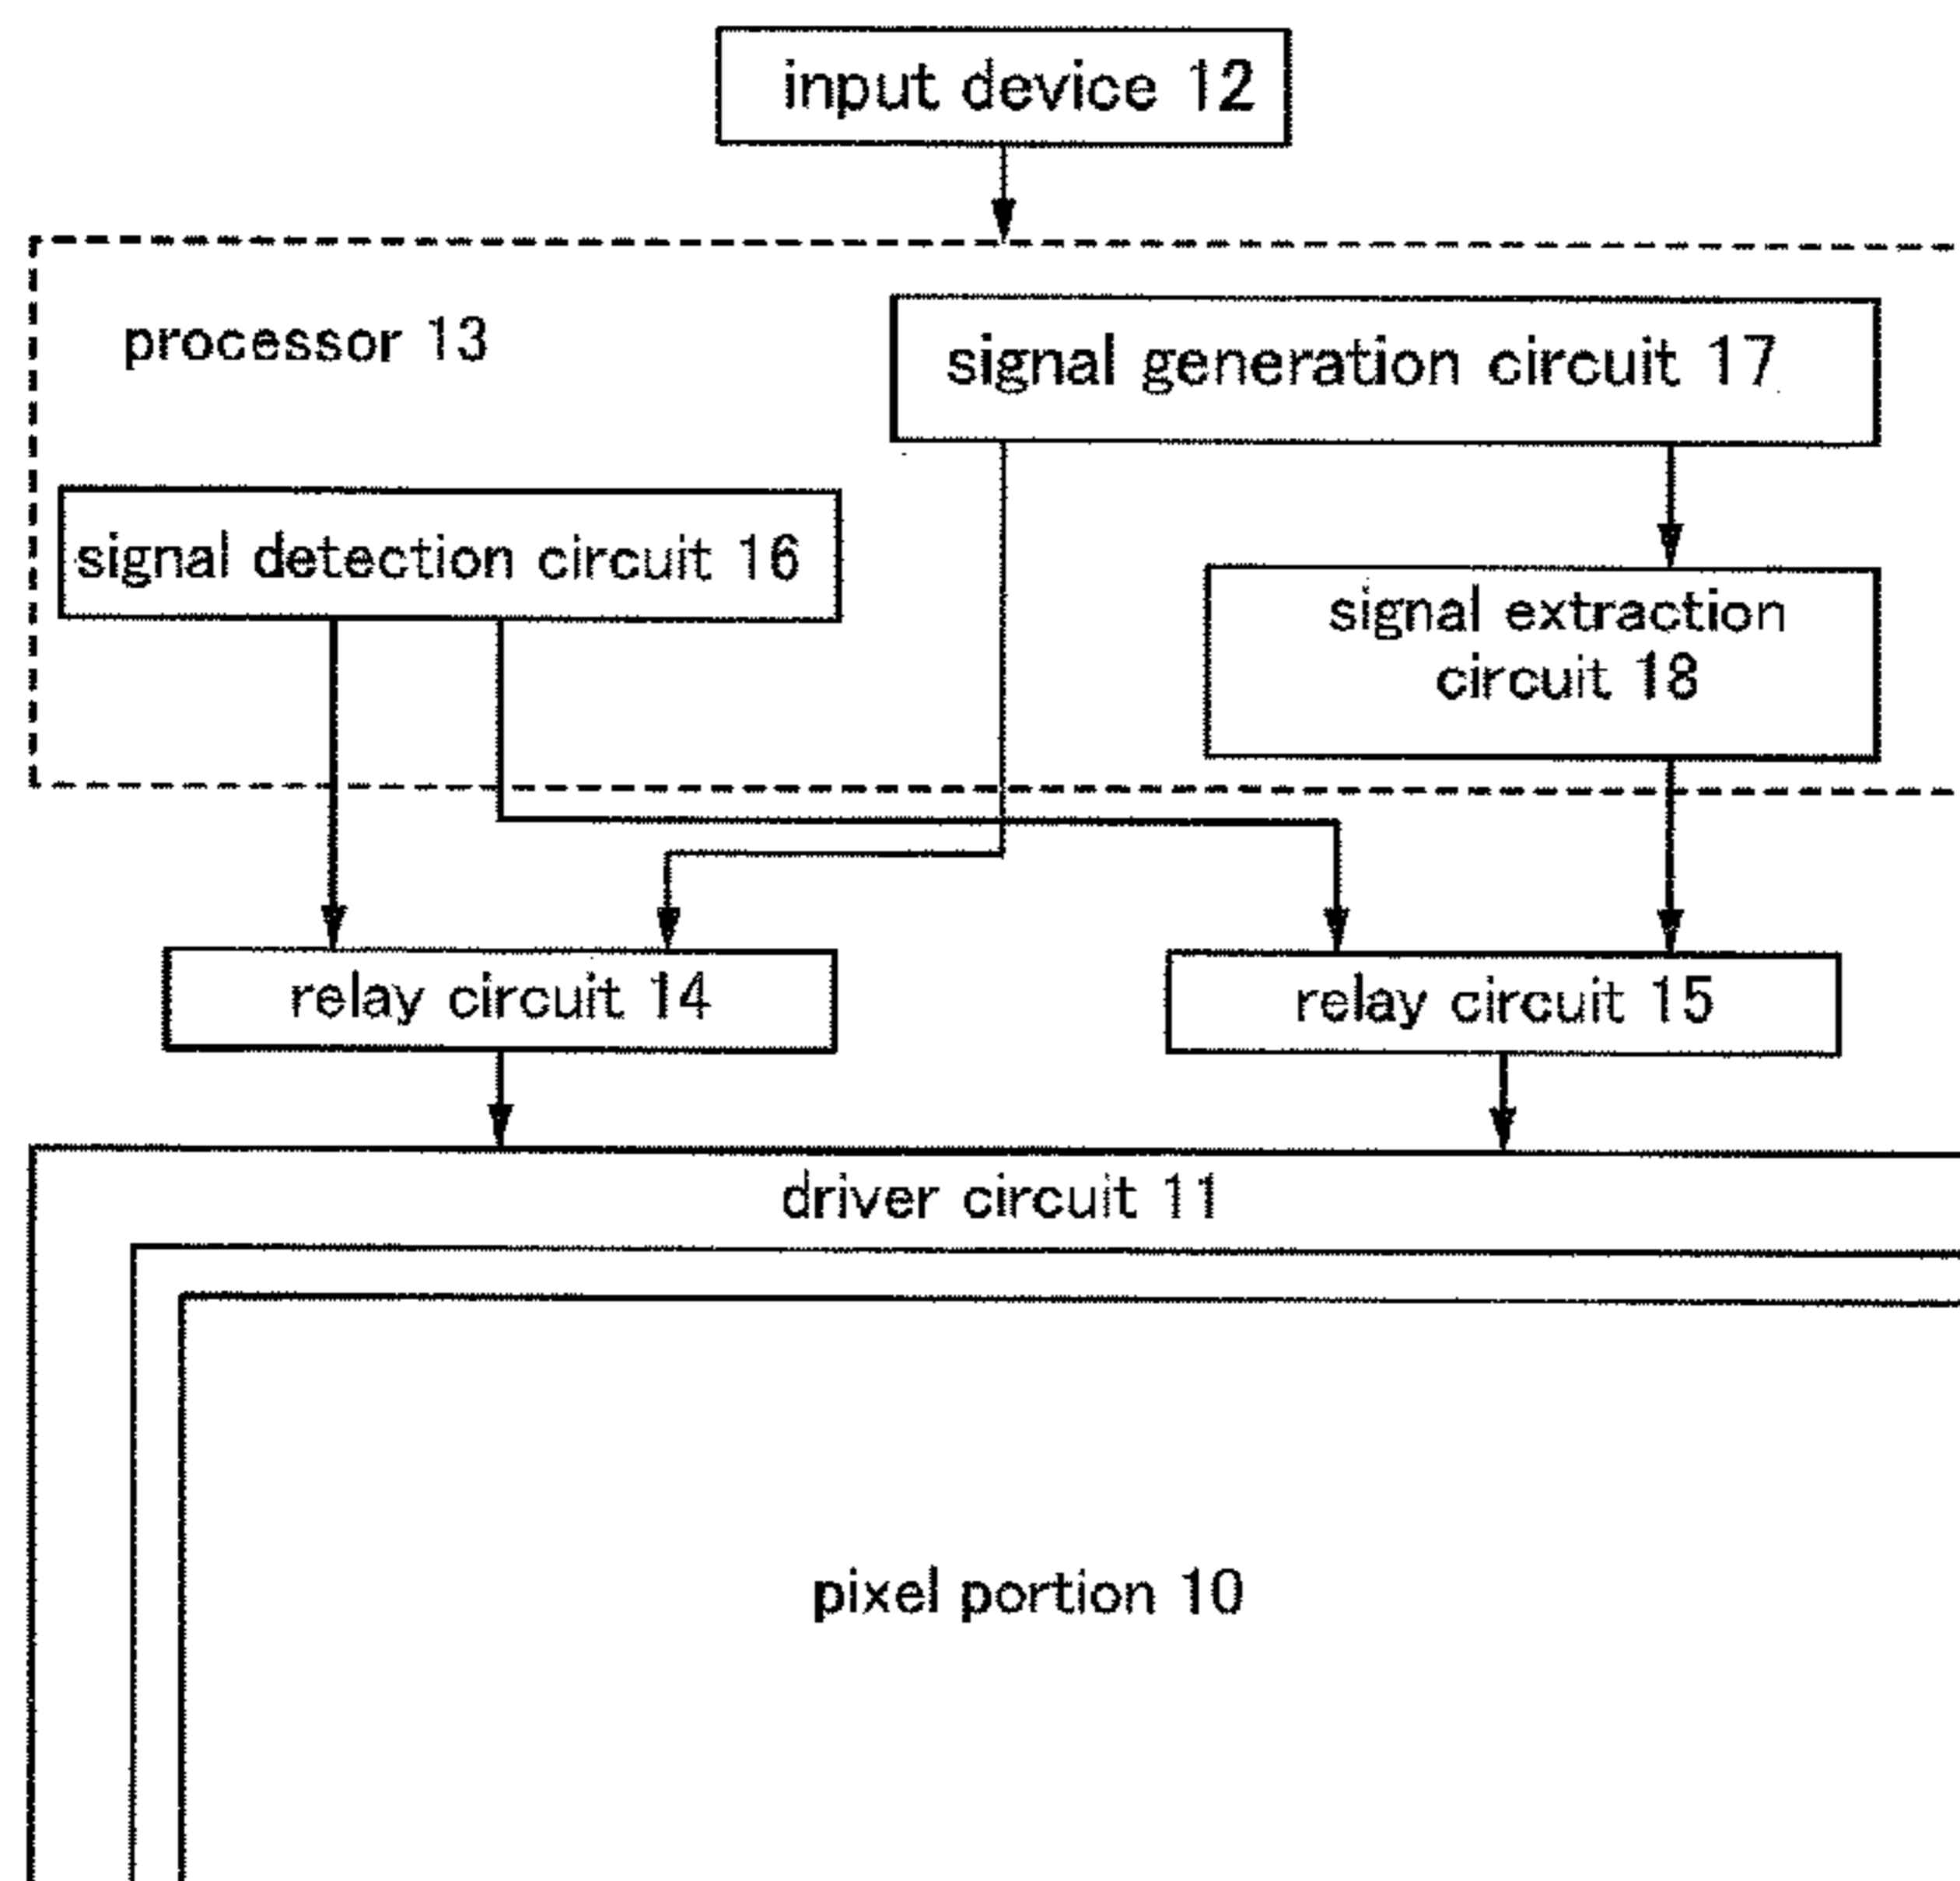 input device 12
processor 13
signal generation circuit 17
signal detection circuit 16
signal extraction
circuit 18
relay circuit 14
relay circuit 15
driver circuit 11
pixel portion 10